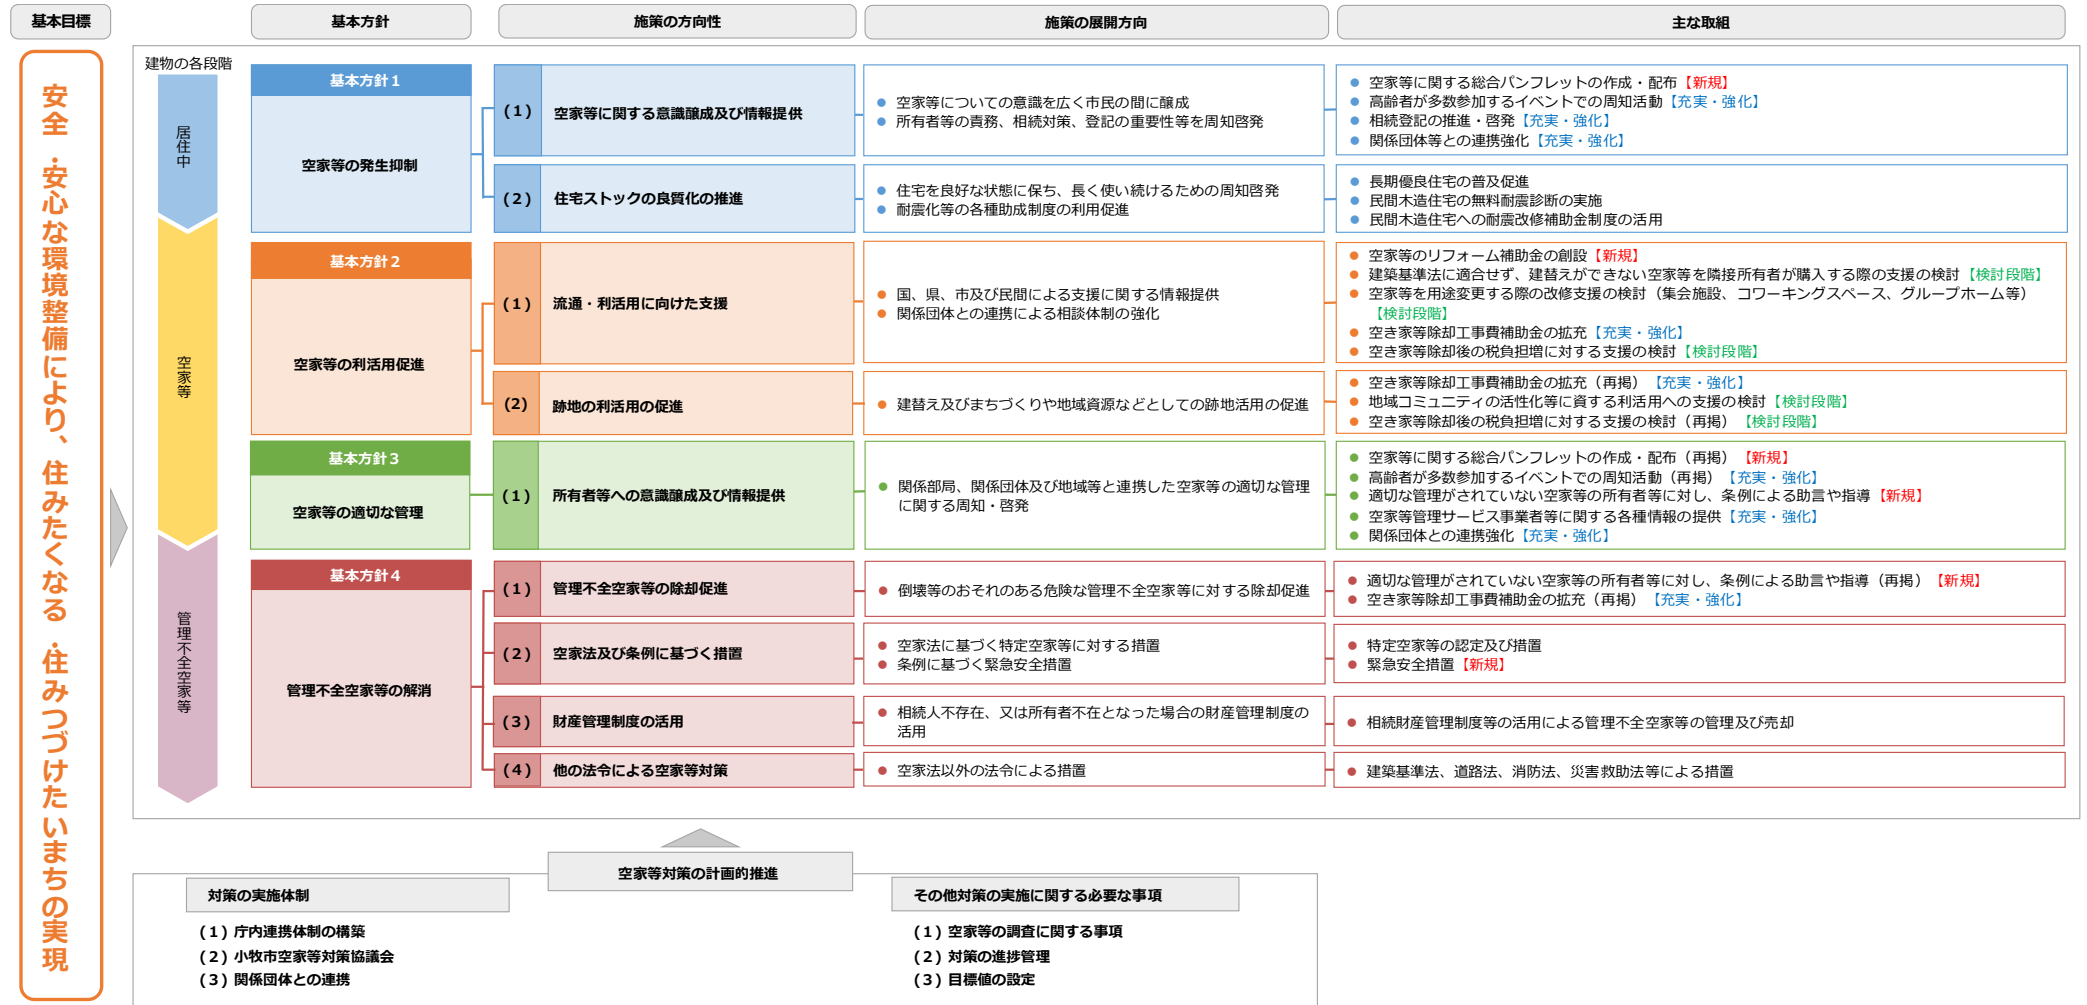 基本目標
基本方針
施策の方向性
施策の展開方向
主な取組
安全・安心な環境整備により、住みたくなる・住みつづけたいまちの実現
建物の各段階
居住中
空家等
管理不全空家等
基本方針１
空家等の発生抑制
(１)
空家等に関する意識醸成及び情報提供
● 空家等についての意識を広く市民の間に醸成
● 所有者等の責務、相続対策、登記の重要性等を周知啓発
● 空家等に関する総合パンフレットの作成・配布【新規】
● 高齢者が多数参加するイベントでの周知活動【充実・強化】
● 相続登記の推進・啓発【充実・強化】
● 関係団体等との連携強化【充実・強化】
(２)
住宅ストックの良質化の推進
● 住宅を良好な状態に保ち、長く使い続けるための周知啓発
● 耐震化等の各種助成制度の利用促進
● 長期優良住宅の普及促進
● 民間木造住宅の無料耐震診断の実施
● 民間木造住宅への耐震改修補助金制度の活用
基本方針２
空家等の利活用促進
(１)
流通・利活用に向けた支援
● 国、県、市及び民間による支援に関する情報提供
● 関係団体との連携による相談体制の強化
● 空家等のリフォーム補助金の創設【新規】
● 建築基準法に適合せず、建替えができない空家等を隣接所有者が購入する際の支援の検討【検討段階】
● 空家等を用途変更する際の改修支援の検討（集会施設、コワーキングスペース、グループホーム等）
【検討段階】
● 空き家等除却工事費補助金の拡充【充実・強化】
● 空き家等除却後の税負担増に対する支援の検討【検討段階】
(２)
跡地の利活用の促進
● 建替え及びまちづくりや地域資源などとしての跡地活用の促進
● 空き家等除却工事費補助金の拡充（再掲）【充実・強化】
● 地域コミュニティの活性化等に資する利活用への支援の検討【検討段階】
● 空き家等除却後の税負担増に対する支援の検討（再掲）【検討段階】
基本方針３
空家等の適切な管理
(１)
所有者等への意識醸成及び情報提供
● 関係部局、関係団体及び地域等と連携した空家等の適切な管理
に関する周知・啓発
● 空家等に関する総合パンフレットの作成・配布（再掲）【新規】
● 高齢者が多数参加するイベントでの周知活動（再掲）【充実・強化】
● 適切な管理がされていない空家等の所有者等に対し、条例による助言や指導【新規】
● 空家等管理サービス事業者等に関する各種情報の提供【充実・強化】
● 関係団体との連携強化【充実・強化】
基本方針４
管理不全空家等の解消
(１)
管理不全空家等の除却促進
● 倒壊等のおそれのある危険な管理不全空家等に対する除却促進
● 適切な管理がされていない空家等の所有者等に対し、条例による助言や指導（再掲）【新規】
● 空き家等除却工事費補助金の拡充（再掲）【充実・強化】
(２)
空家法及び条例に基づく措置
● 空家法に基づく特定空家等に対する措置
● 条例に基づく緊急安全措置
● 特定空家等の認定及び措置
● 緊急安全措置【新規】
(３)
財産管理制度の活用
● 相続人不存在、又は所有者不在となった場合の財産管理制度の
活用
● 相続財産管理制度等の活用による管理不全空家等の管理及び売却
(４)
他の法令による空家等対策
● 空家法以外の法令による措置
● 建築基準法、道路法、消防法、災害救助法等による措置
空家等対策の計画的推進
対策の実施体制
(１) 庁内連携体制の構築
(２) 小牧市空家等対策協議会
(３) 関係団体との連携
その他対策の実施に関する必要な事項
(１) 空家等の調査に関する事項
(２) 対策の進捗管理
(３) 目標値の設定